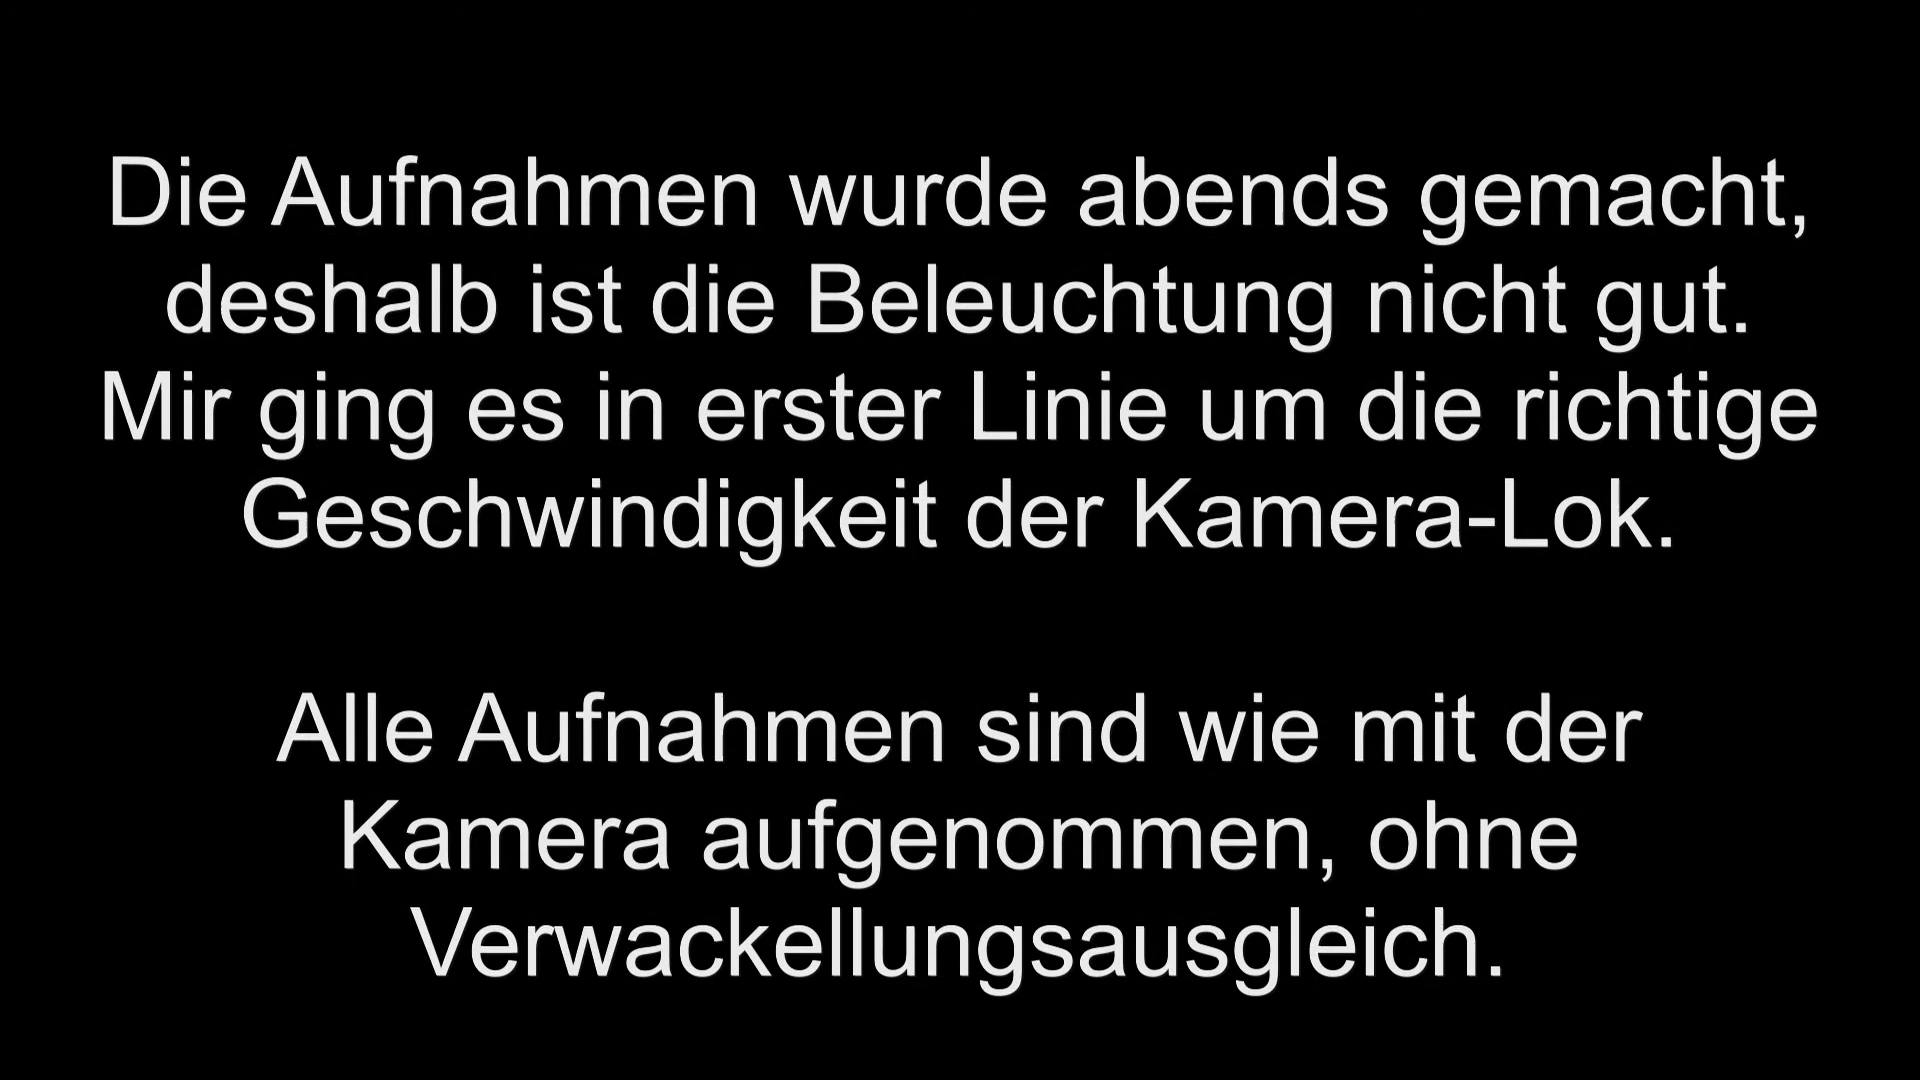 Die Aufnahmen wurde abends gemacht,
deshalb ist die Beleuchtung nicht gut.
Mir ging es in erster Linie um die richtige
Geschwindigkeit der Kamera-Lok.
Alle Aufnahmen sind wie mit der
Kamera aufgenommen, ohne
Verwackellungsausgleich.